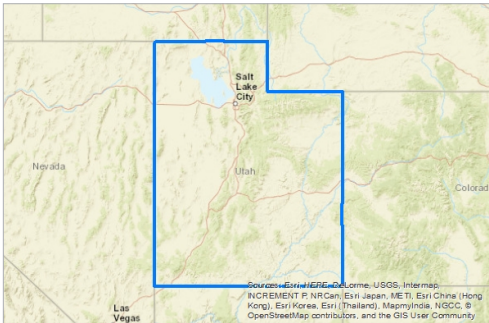 Salt
Lake
City
Nevada
Utah
Colorad
Las
Vegas
Sources: Esri, HERE, DeLorme, USGS, Intermap,
INCREMENT P, NRCan, Esri Japan, METI, Esri China (Hong
Kong), Esri Korea, Esri (Thailand), MapmyIndia, NGCC, ©
OpenStreetMap contributors, and the GIS User Community